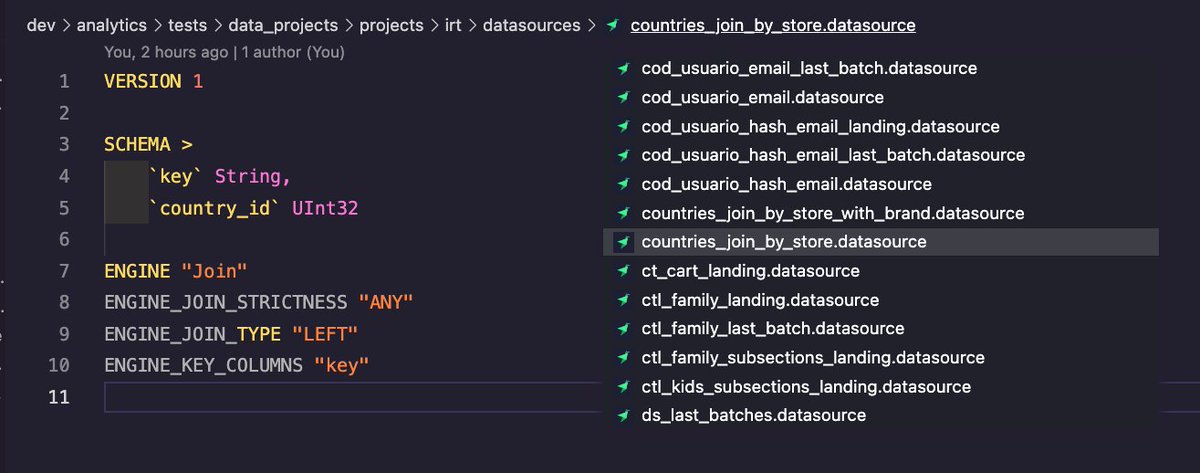 dev > analytics > tests > data_projects > projects > irt > datasources > countries_join_by_store.datasource
You, 2 hours ago | 1 author (You)
1 VERSION 1
2
3 SCHEMA >
4 `key` String,
5 `country_id` UInt32
6
7 ENGINE "Join"
8 ENGINE_JOIN_STRICTNESS "ANY"
9 ENGINE_JOIN_TYPE "LEFT"
10 ENGINE_KEY_COLUMNS "key"
11
cod_usuario_email_last_batch.datasource
cod_usuario_email.datasource
cod_usuario_hash_email_landing.datasource
cod_usuario_hash_email_last_batch.datasource
cod_usuario_hash_email.datasource
countries_join_by_store_with_brand.datasource
countries_join_by_store.datasource
ct_cart_landing.datasource
ctl_family_landing.datasource
ctl_family_last_batch.datasource
ctl_family_subsections_landing.datasource
ctl_kids_subsections_landing.datasource
ds_last_batches.datasource